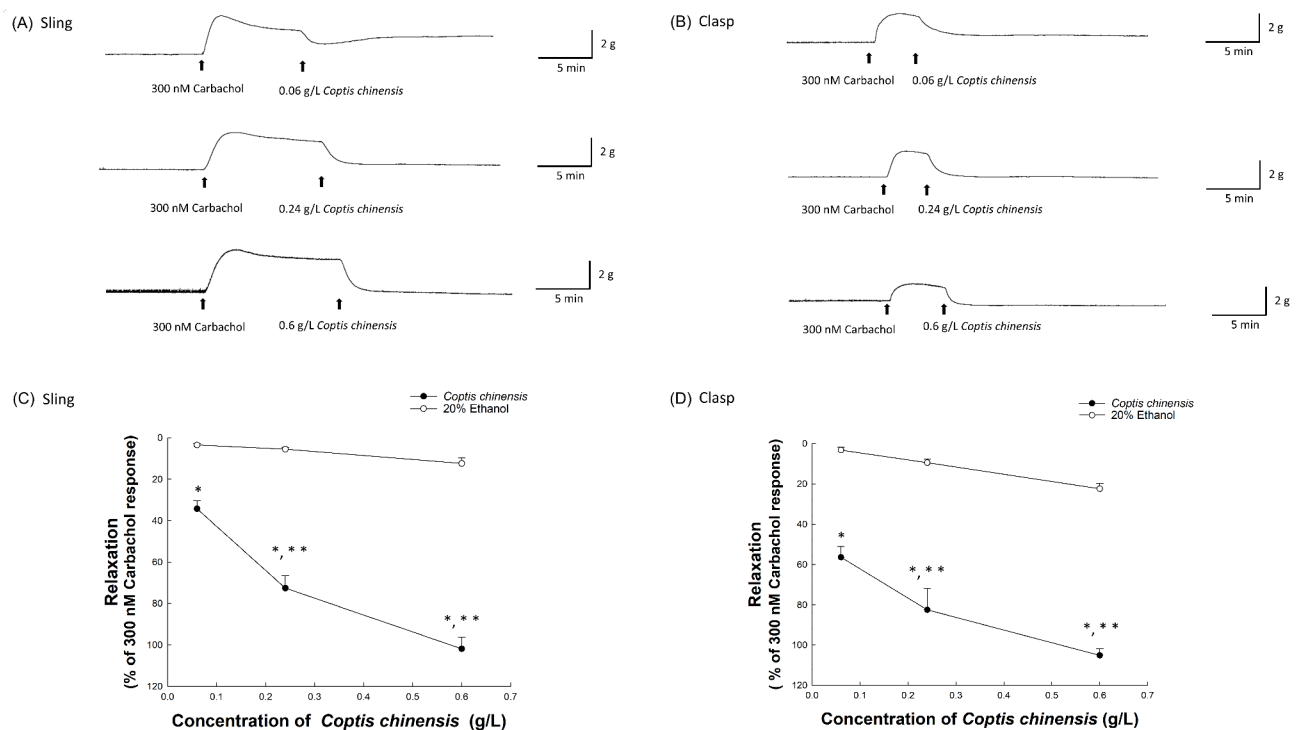 (A) Sling
2 g
5 min
300 nM Carbachol
0.06 g/L Coptis chinensis
2 g
5 min
300 nM Carbachol
0.24 g/L Coptis chinensis
2 g
5 min
300 nM Carbachol
0.6 g/L Coptis chinensis
(B) Clasp
2 g
5 min
300 nM Carbachol
0.06 g/L Coptis chinensis
2 g
5 min
300 nM Carbachol
0.24 g/L Coptis chinensis
2 g
5 min
300 nM Carbachol
0.6 g/L Coptis chinensis
(C) Sling
Coptis chinensis
20% Ethanol
Relaxation
(% of 300 nM Carbachol response)
0
20
40
60
80
100
120
*
*,**
*,**
0.0 0.1 0.2 0.3 0.4 0.5 0.6 0.7
Concentration of Coptis chinensis (g/L)
(D) Clasp
Coptis chinensis
20% Ethanol
Relaxation
( % of 300 nM Carbachol response)
0
20
40
60
80
100
120
*
*,**
*,**
0.0 0.1 0.2 0.3 0.4 0.5 0.6 0.7
Concentration of Coptis chinensis (g/L)